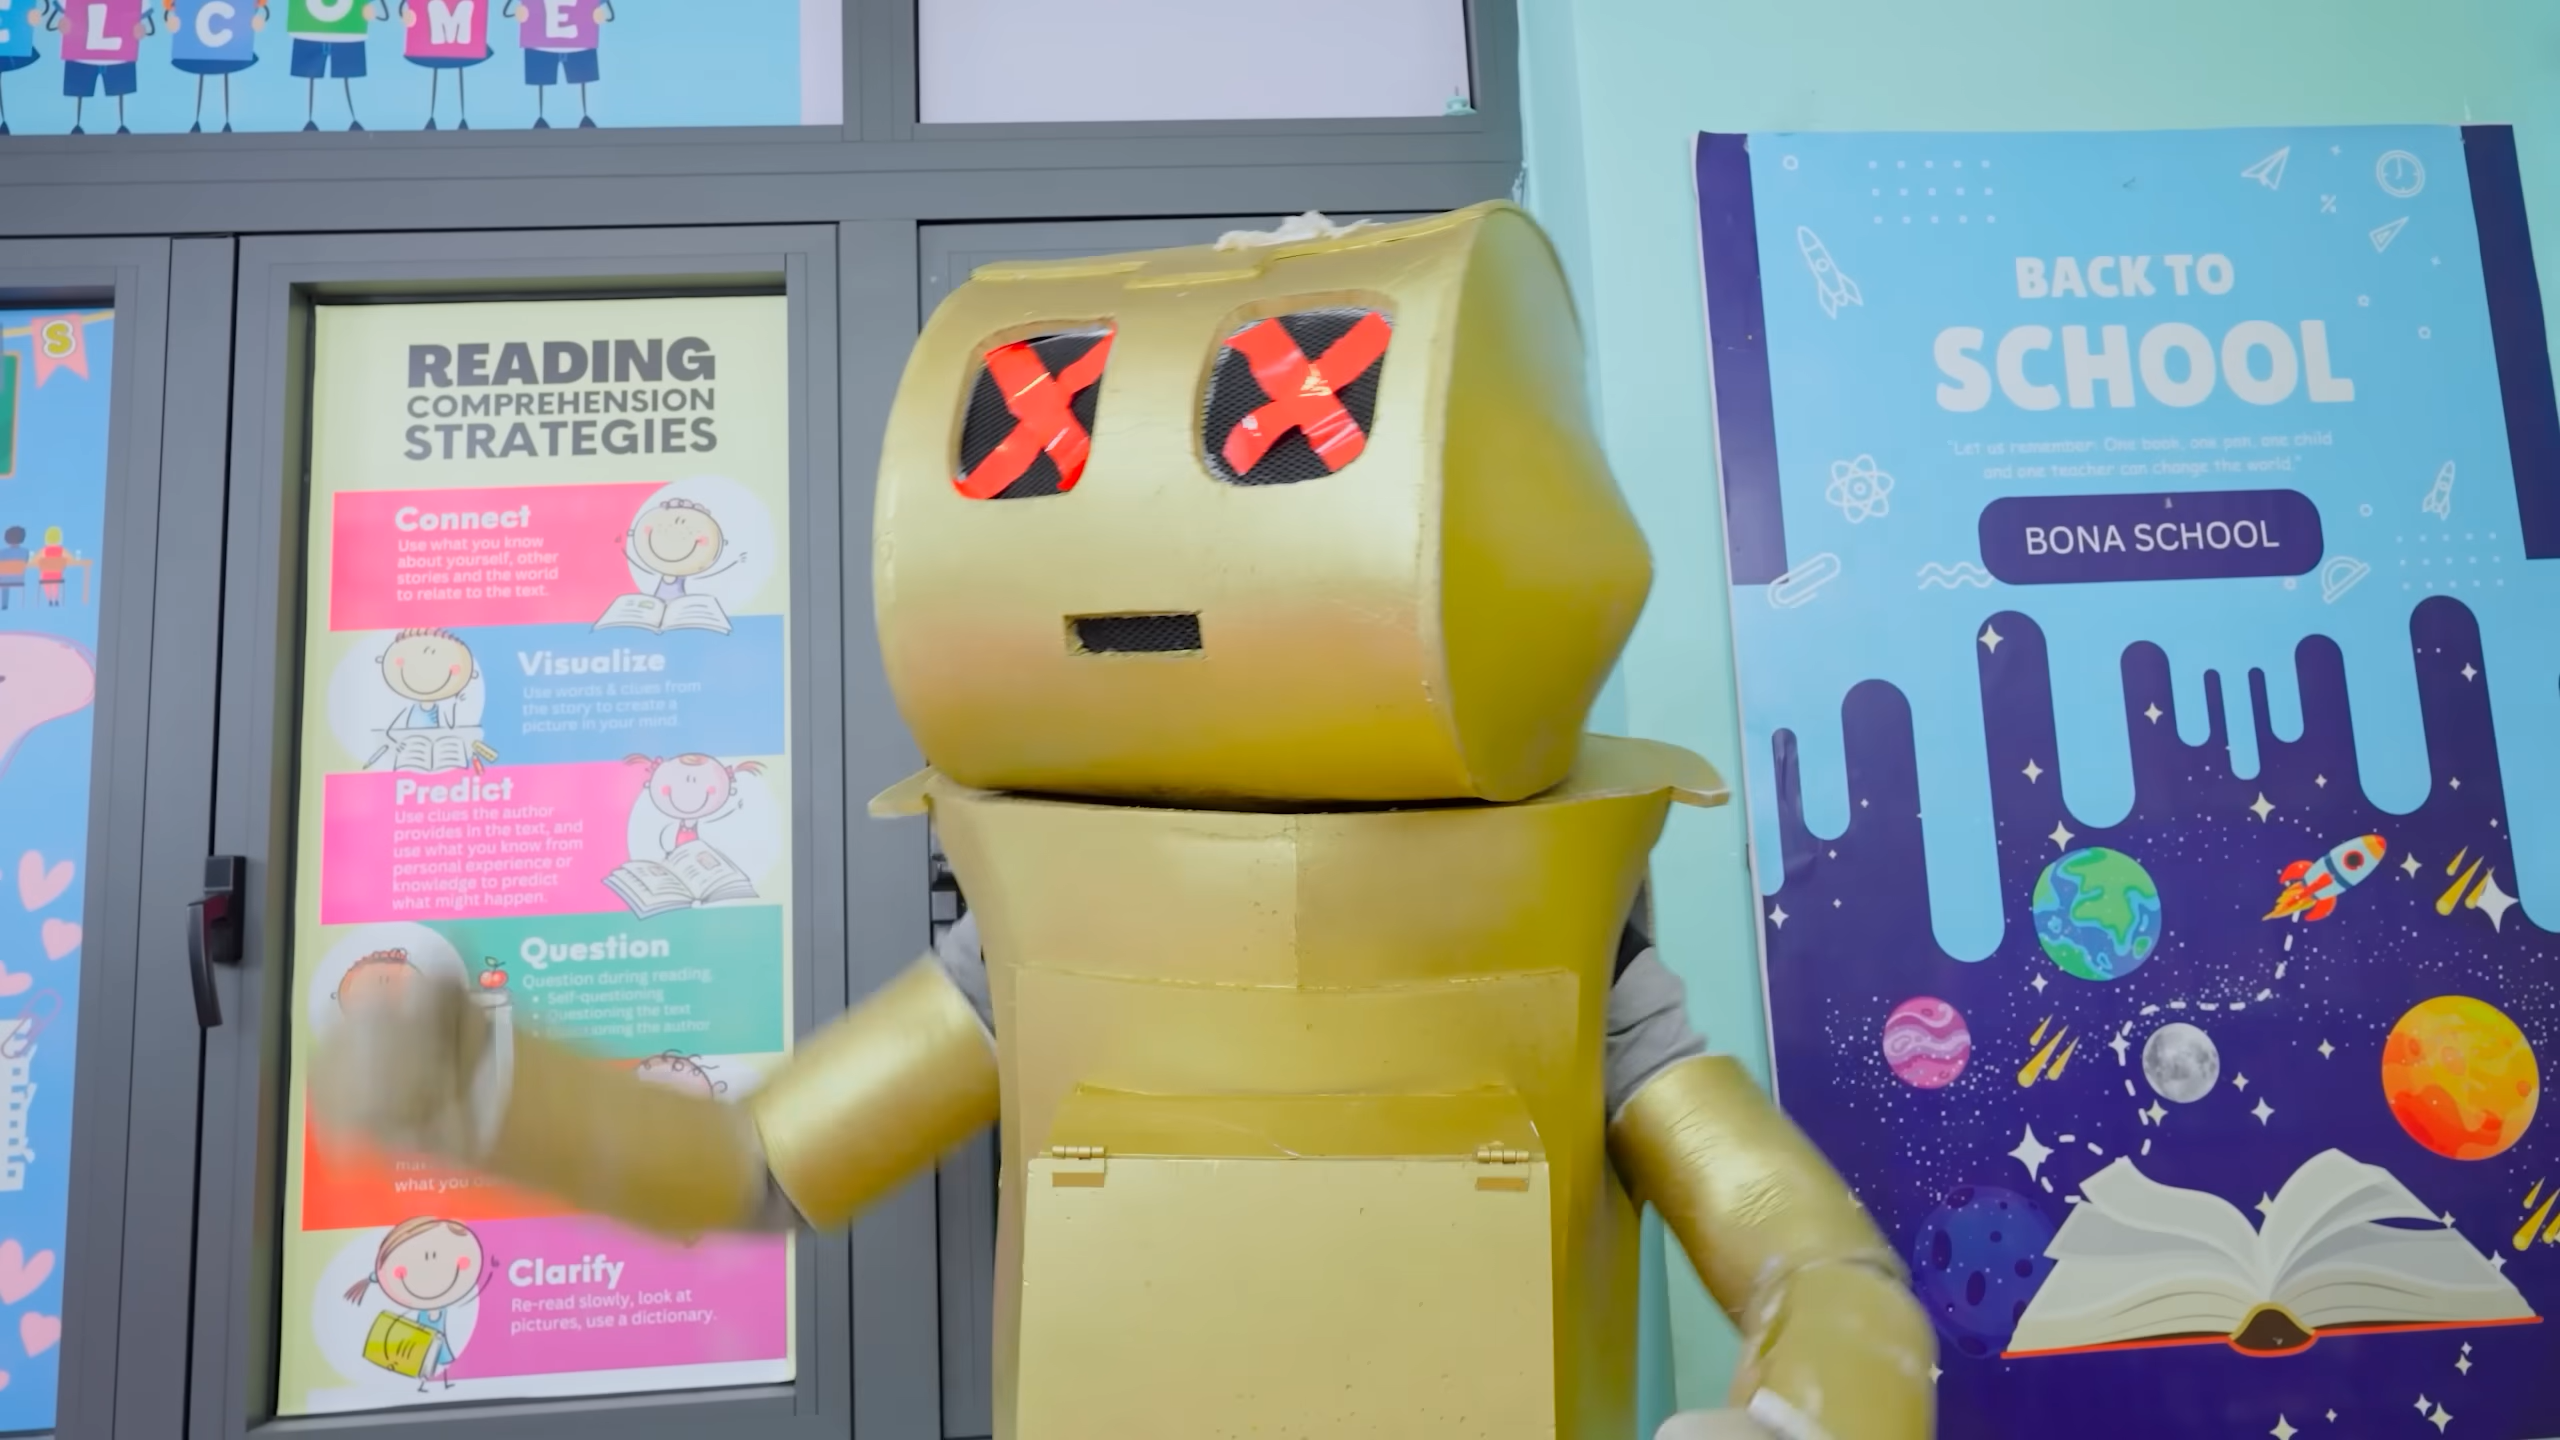 E L C O M E
S
READING
COMPREHENSION
STRATEGIES
Connect
Use what you know
about yourself, other
stories and the world
to relate to the text.
Visualize
Use words & clues from
the story to create a
picture in your mind.
Predict
Use clues the author
provides in the text, and
use what you know from
personal experience or
knowledge to predict
what might happen.
Question
Question during reading.
• Self-questioning
• Questioning the text
the author
what you
Clarify
Re-read slowly, look at
pictures, use a dictionary.
BACK TO
SCHOOL
"Let us remember: One book, one pen, one child
and one teacher can change the world."
BONA SCHOOL